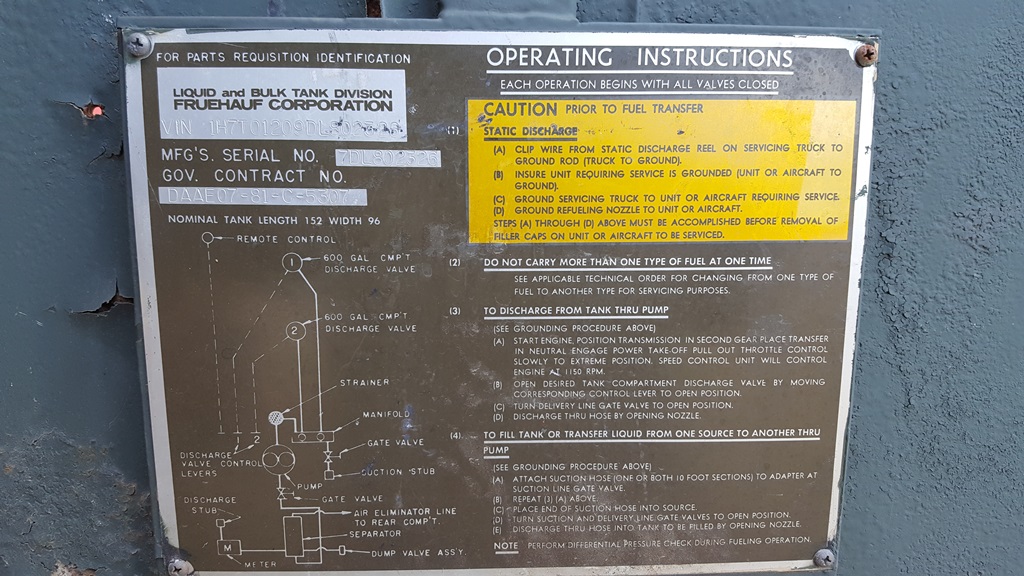 FOR PARTS REQUISITION IDENTIFICATION
LIQUID and BULK TANK DIVISION
FRUEHAUF CORPORATION
VIN
MFG'S. SERIAL NO.
GOV. CONTRACT NO.
DAAE07-81-C-5307
NOMINAL TANK LENGTH 152 WIDTH 96
REMOTE CONTROL
1
600 GAL CMP'T
DISCHARGE VALVE
2
600 GAL CMP'T
DISCHARGE VALVE
STRAINER
MANIFOLD
1 2
GATE VALVE
DISCHARGE
VALVE CONTROL
LEVERS
SUCTION STUB
PUMP
GATE VALVE
DISCHARGE
STUB
AIR ELIMINATOR LINE
TO REAR COMP'T.
SEPARATOR
M
DUMP VALVE ASS'Y
METER
OPERATING INSTRUCTIONS
EACH OPERATION BEGINS WITH ALL VALVES CLOSED
CAUTION PRIOR TO FUEL TRANSFER
(1) STATIC DISCHARGE
(A) CLIP WIRE FROM STATIC DISCHARGE REEL ON SERVICING TRUCK TO
GROUND ROD (TRUCK TO GROUND).
(B) INSURE UNIT REQUIRING SERVICE IS GROUNDED (UNIT OR AIRCRAFT TO
GROUND).
(C) GROUND SERVICING TRUCK TO UNIT OR AIRCRAFT REQUIRING SERVICE.
(D) GROUND REFUELING NOZZLE TO UNIT OR AIRCRAFT.
STEPS (A) THROUGH (D) ABOVE MUST BE ACCOMPLISHED BEFORE REMOVAL OF
FILLER CAPS ON UNIT OR AIRCRAFT TO BE SERVICED.
(2) DO NOT CARRY MORE THAN ONE TYPE OF FUEL AT ONE TIME
SEE APPLICABLE TECHNICAL ORDER FOR CHANGING FROM ONE TYPE OF
FUEL TO ANOTHER TYPE FOR SERVICING PURPOSES.
(3) TO DISCHARGE FROM TANK THRU PUMP
(SEE GROUNDING PROCEDURE ABOVE)
(A) START ENGINE, POSITION TRANSMISSION IN SECOND GEAR PLACE TRANSFER
IN NEUTRAL ENGAGE POWER TAKE-OFF PULL OUT THROTTLE CONTROL
SLOWLY TO EXTREME POSITION. SPEED CONTROL UNIT WILL CONTROL
ENGINE AT 1150 RPM.
(B) OPEN DESIRED TANK COMPARTMENT DISCHARGE VALVE BY MOVING
CORRESPONDING CONTROL LEVER TO OPEN POSITION.
(C) TURN DELIVERY LINE GATE VALVE TO OPEN POSITION.
(D) DISCHARGE THRU HOSE BY OPENING NOZZLE.
(4) TO FILL TANK OR TRANSFER LIQUID FROM ONE SOURCE TO ANOTHER THRU
PUMP
(SEE GROUNDING PROCEDURE ABOVE)
(A) ATTACH SUCTION HOSE (ONE OR BOTH 10 FOOT SECTIONS) TO ADAPTER AT
SUCTION LINE GATE VALVE.
(B) REPEAT (3) (A) ABOVE.
(C) PLACE END OF SUCTION HOSE INTO SOURCE.
(D) TURN SUCTION AND DELIVERY LINE GATE VALVES TO OPEN POSITION.
(E) DISCHARGE THRU HOSE INTO TANK TO BE FILLED BY OPENING NOZZLE.
NOTE PERFORM DIFFERENTIAL PRESSURE CHECK DURING FUELING OPERATION.